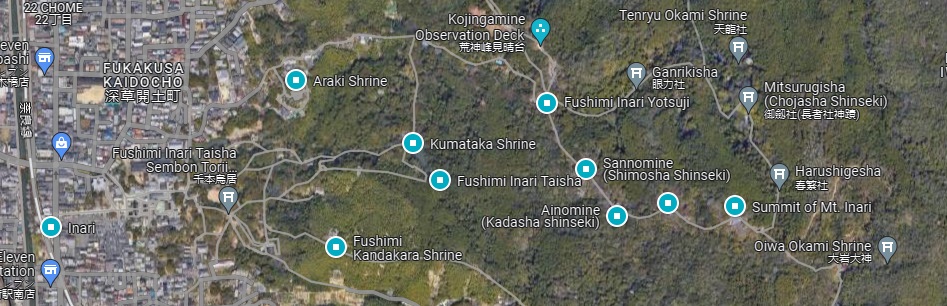 22 CHOME
22丁目
Kojingamine
Observation Deck
荒神峰見晴台
Tenryu Okami Shrine
天龍社
FUKAKUSA
KAIDOCHO
深草開土町
Araki Shrine
Ganrikisha
眼力社
Mitsurugisha
(Chojasha Shinseki)
御劔社(長者社神蹟)
Fushimi Inari Yotsuji
Kumataka Shrine
Fushimi Inari Taisha
Sembon Torii...
千本鳥居
Fushimi Inari Taisha
Sannomine
(Shimosha Shinseki)
Harushigesha
春繁社
Ainomine
(Kadasha shinseki)
Summit of Mt. Inari
Inari
Fushimi
Kandakara Shrine
Oiwa Okami Shrine
大岩大神